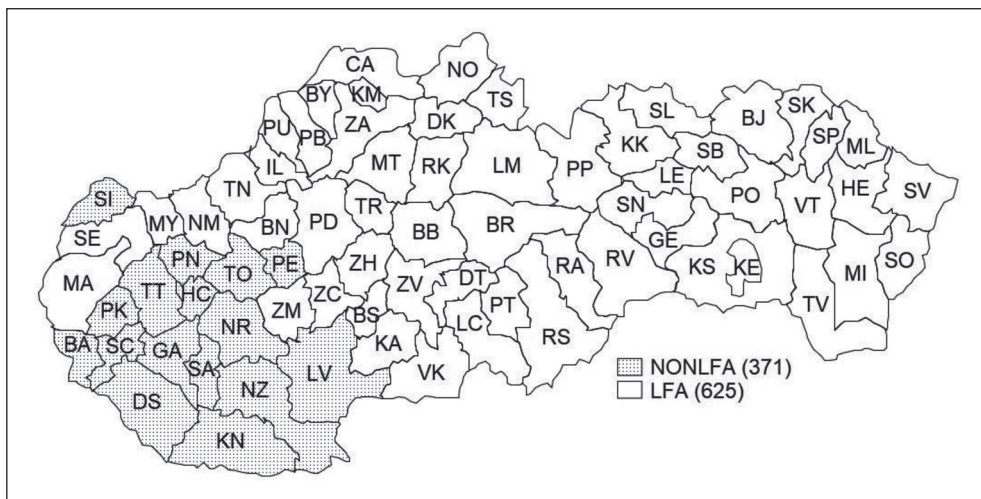 CA NO
BY KM TS
PU PB ZA DK SL BJ SK
IL MT RK LM PP KK SB SP ML
TN LE HE
SI MY NM BN PD TR SN PO VT SV
SE BB BR GE
PN TO PE ZH RA RV KS KE MI SO
MA TT HC ZM ZC ZV DT PT TV
PK NR BS LC RS
BA SC GA KA
SA NZ LV VK
DS KN
NONLFA (371)
LFA (625)